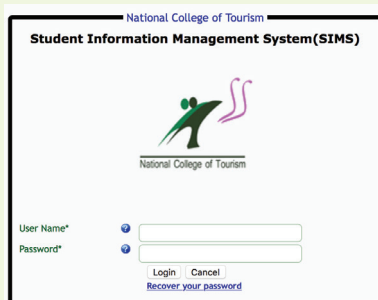 National College of Tourism
Student Information Management System(SIMS)
National College of Tourism
User Name*
Password*
Login Cancel
Recover your password